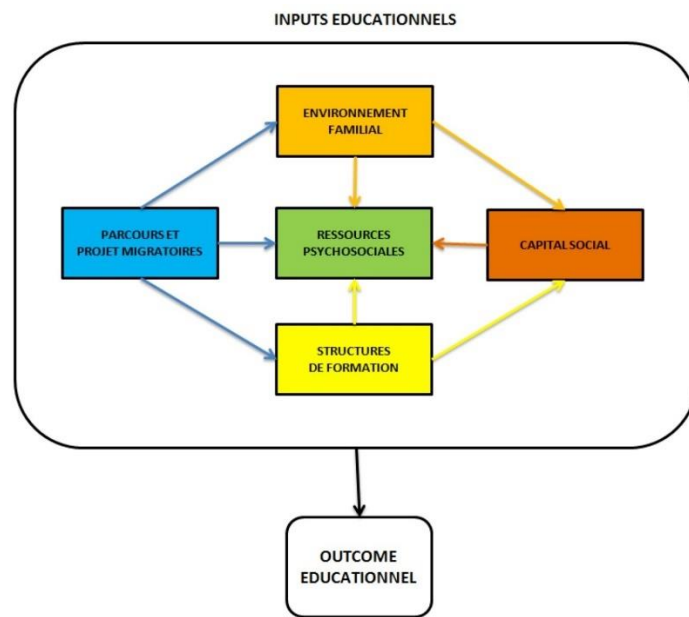 INPUTS EDUCATIONNELS
ENVIRONNEMENT
FAMILIAL
PARCOURS ET
PROJET MIGRATOIRES
RESSOURCES
PSYCHOSOCIALES
CAPITAL SOCIAL
STRUCTURES
DE FORMATION
OUTCOME
EDUCATIONNEL